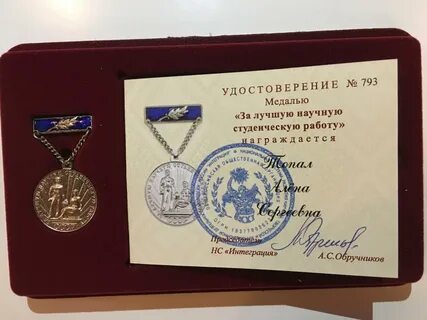 УДОСТОВЕРЕНИЕ № 793
Медалью
«За лучшую научную
студенческую работу»
награждается
Топал
Алёна
Сергеевна
Председатель
НС «Интеграция»
А.С.Обручников